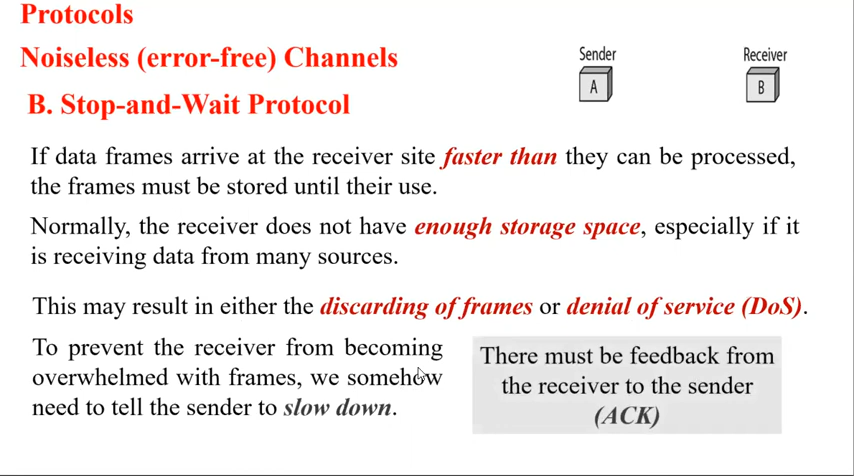 Protocols
Noiseless (error-free) Channels
Sender
Receiver
A
B
B. Stop-and-Wait Protocol
If data frames arrive at the receiver site faster than they can be processed,
the frames must be stored until their use.
Normally, the receiver does not have enough storage space, especially if it
is receiving data from many sources.
This may result in either the discarding of frames or denial of service (DoS).
To prevent the receiver from becoming
overwhelmed with frames, we somehow
need to tell the sender to slow down.
There must be feedback from
the receiver to the sender
(ACK)